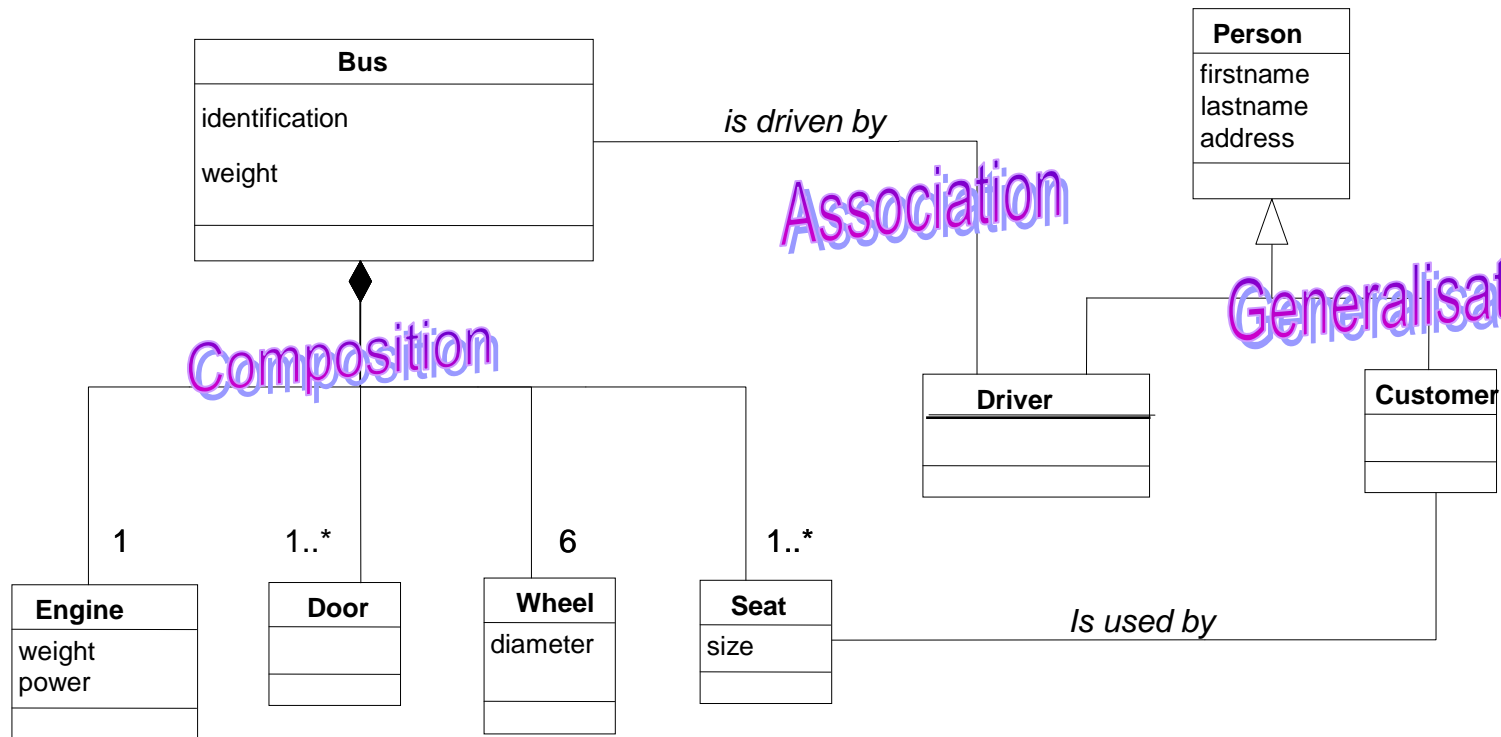 Bus
identification
weight
is driven by
Person
firstname
lastname
address
Association
Composition
Generalisat
Driver
Customer
1
1..*
6
1..*
Engine
weight
power
Door
Wheel
diameter
Seat
size
Is used by